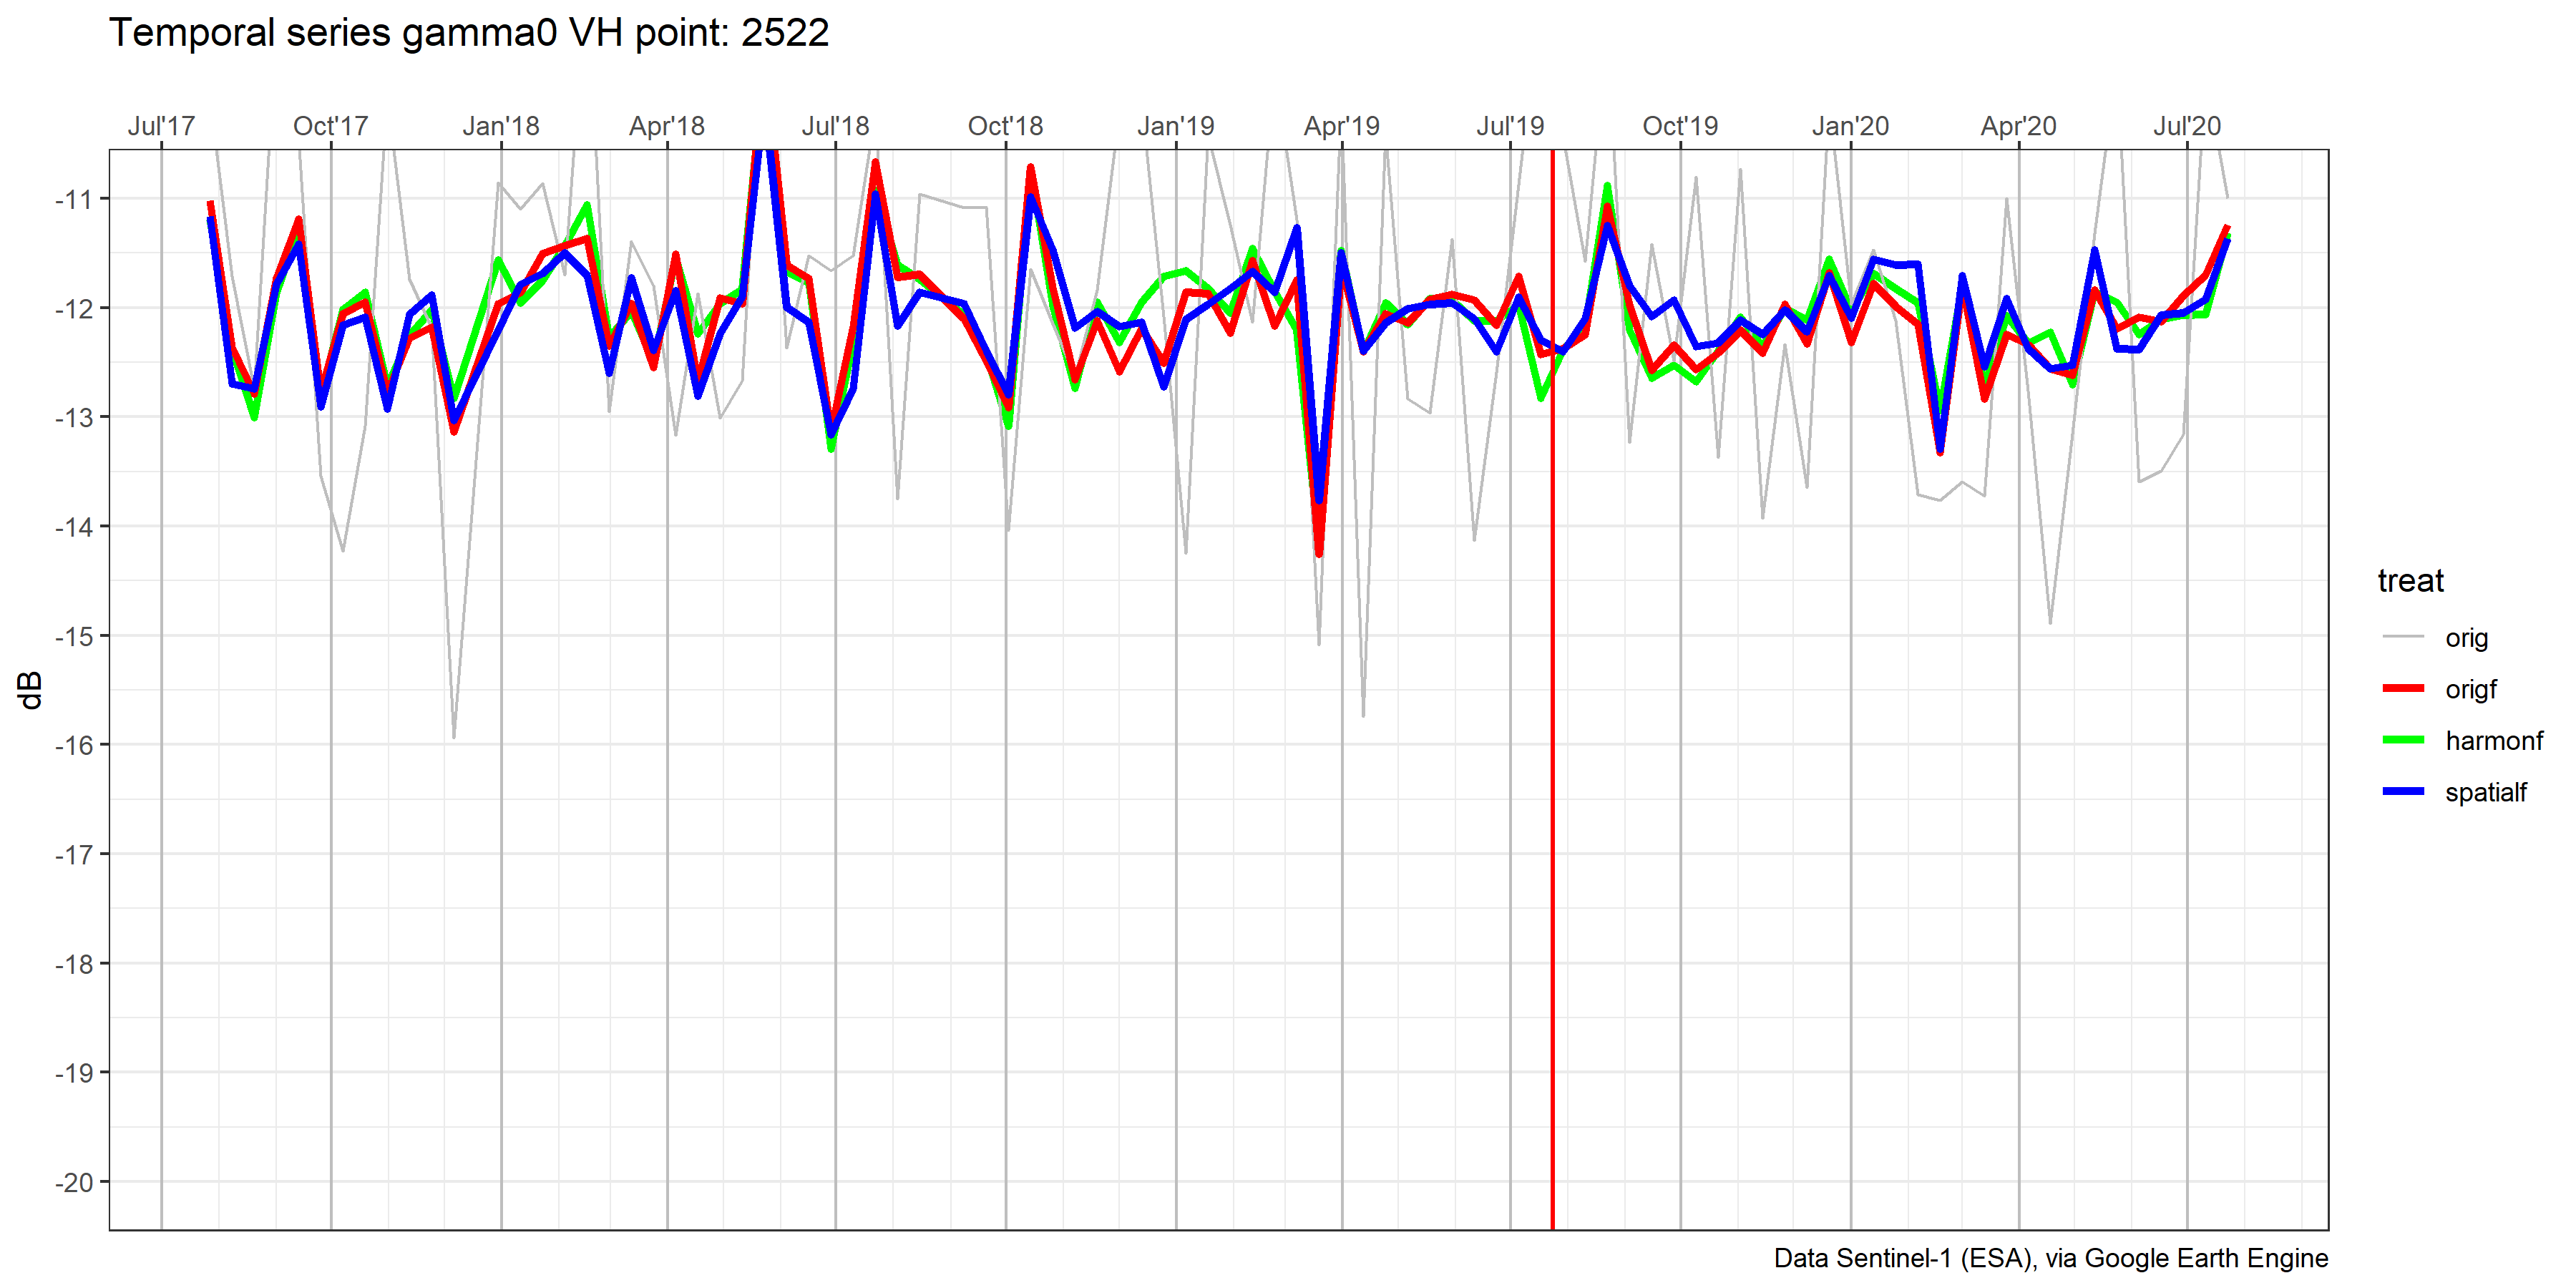 Temporal series gamma0 VH point: 2522
Jul'17 Oct'17 Jan'18 Apr'18 Jul'18 Oct'18 Jan'19 Apr'19 Jul'19 Oct'19 Jan'20 Apr'20 Jul'20
-11
-12
-13
-14
-15
-16
-17
-18
-19
-20
dB
treat
orig
origf
harmonf
spatialf
Data Sentinel-1 (ESA), via Google Earth Engine